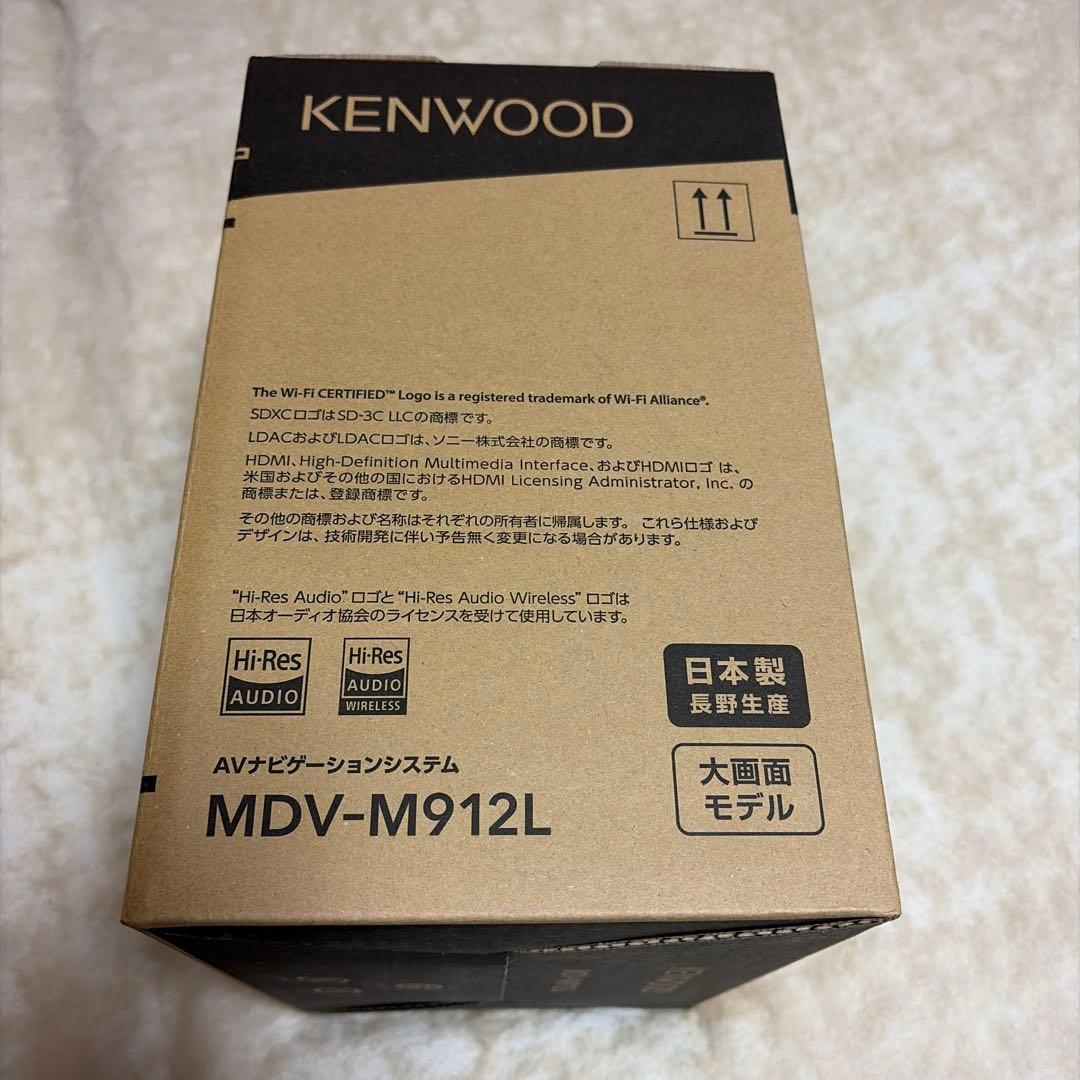 KENWOOD
The Wi-Fi CERTIFIED™ Logo is a registered trademark of Wi-Fi Alliance®.
SDXCロゴはSD-3C LLCの商標です。
LDACおよびLDACロゴは、ソニー株式会社の商標です。
HDMI、High-Definition Multimedia Interface、およびHDMIロゴ は、
米国およびその他の国におけるHDMI Licensing Administrator, Inc. の
商標または、登録商標です。
その他の商標および名称はそれぞれの所有者に帰属します。 これら仕様および
デザインは、技術開発に伴い予告無く変更になる場合があります。
“Hi-Res Audio” ロゴと “Hi-Res Audio Wireless” ロゴは
日本オーディオ協会のライセンスを受けて使用しています。
Hi-Res
AUDIO
Hi-Res
AUDIO
WIRELESS
日本製
長野生産
AVナビゲーションシステム
MDV-M912L
大画面
モデル
KENWOOD